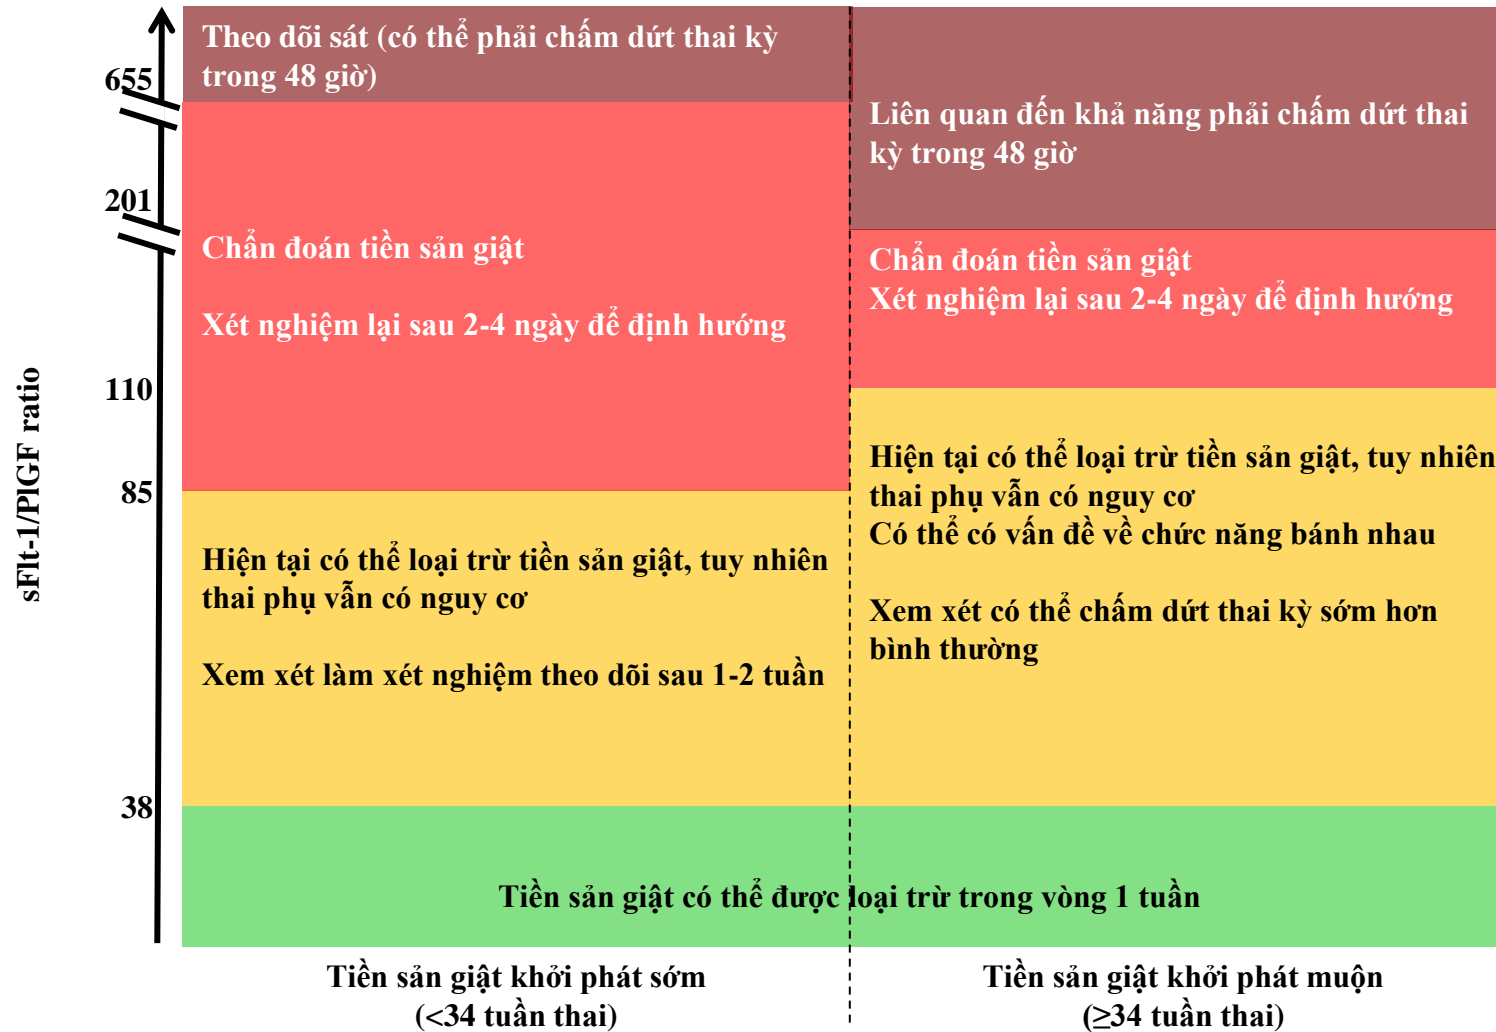 Theo dõi sát (có thể phải chấm dứt thai kỳ
trong 48 giờ)
655
Liên quan đến khả năng phải chấm dứt thai
kỳ trong 48 giờ
201
Chẩn đoán tiền sản giật
Xét nghiệm lại sau 2-4 ngày để định hướng
Chẩn đoán tiền sản giật
Xét nghiệm lại sau 2-4 ngày để định hướng
sFlt-1/PlGF ratio
110
85
Hiện tại có thể loại trừ tiền sản giật, tuy nhiên
thai phụ vẫn có nguy cơ
Xem xét làm xét nghiệm theo dõi sau 1-2 tuần
Hiện tại có thể loại trừ tiền sản giật, tuy nhiên
thai phụ vẫn có nguy cơ
Có thể có vấn đề về chức năng bánh nhau
Xem xét có thể chấm dứt thai kỳ sớm hơn
bình thường
38
Tiền sản giật có thể được loại trừ trong vòng 1 tuần
Tiền sản giật khởi phát sớm
(<34 tuần thai)
Tiền sản giật khởi phát muộn
(≥34 tuần thai)